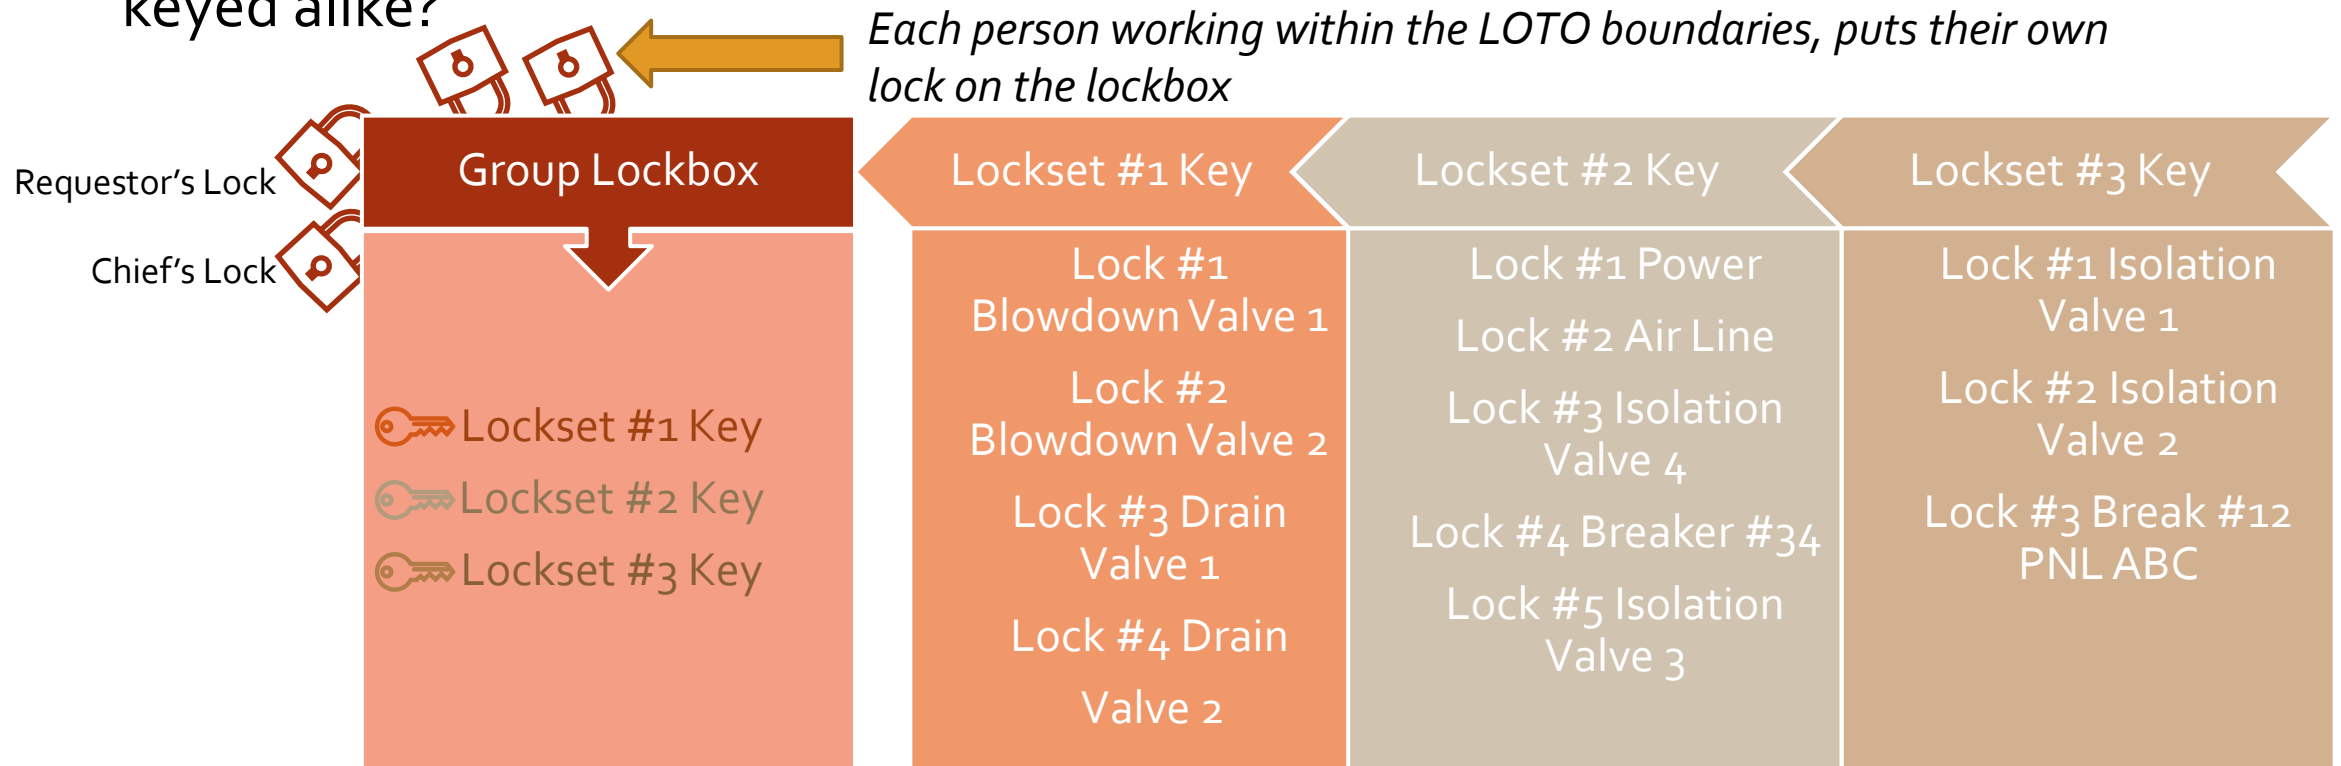 keyed alike?
Each person working within the LOTO boundaries, puts their own
lock on the lockbox
Requestor's Lock
Chief's Lock
Group Lockbox
Lockset #1 Key
Lockset #2 Key
Lockset #3 Key
Lockset #1 Key
Lock #1
Blowdown Valve 1
Lock #2
Blowdown Valve 2
Lock #3 Drain
Valve 1
Lock #4 Drain
Valve 2
Lockset #2 Key
Lock #1 Power
Lock #2 Air Line
Lock #3 Isolation
Valve 4
Lock #4 Breaker #34
Lock #5 Isolation
Valve 3
Lockset #3 Key
Lock #1 Isolation
Valve 1
Lock #2 Isolation
Valve 2
Lock #3 Break #12
PNL ABC